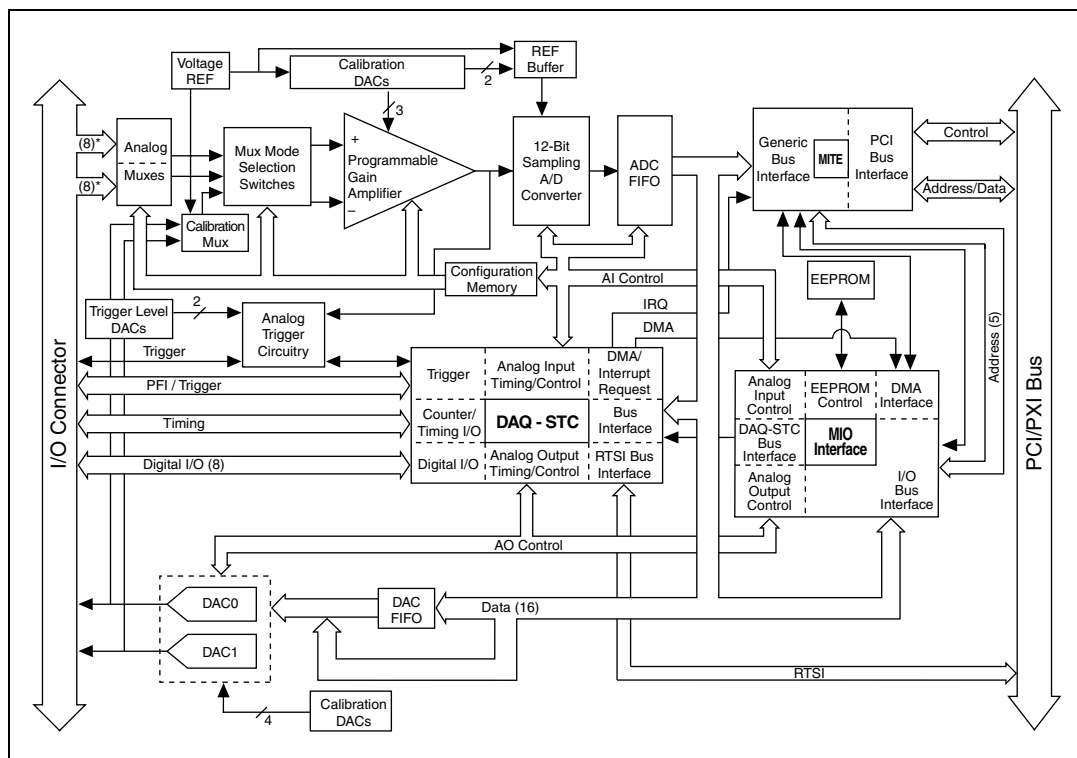 Voltage
REF
Calibration
DACs
2
REF
Buffer
3
(8)*
(8)*
Analog
Muxes
Mux Mode
Selection
Switches
+
Programmable
Gain
Amplifier
–
12-Bit
Sampling
A/D
Converter
ADC
FIFO
Generic
Bus
Interface
MITE
PCI
Bus
Interface
Control
Address/Data
Calibration
Mux
Configuration
Memory
AI Control
EEPROM
IRQ
DMA
Address (5)
Trigger Level
DACs
2
Analog
Trigger
Circuitry
Trigger
PFI / Trigger
Timing
Digital I/O (8)
I/O Connector
PCI/PXI Bus
Trigger
Analog Input
Timing/Control
DMA/
Interrupt
Request
Counter/
Timing I/O
DAQ - STC
Bus
Interface
Digital I/O
Analog Output
Timing/Control
RTSI Bus
Interface
Analog
Input
Control
EEPROM
Control
DMA
Interface
DAQ-STC
Bus
Interface
MIO
Interface
Analog
Output
Control
I/O
Bus
Interface
AO Control
DAC0
DAC1
DAC
FIFO
Data (16)
RTSI
4
Calibration
DACs